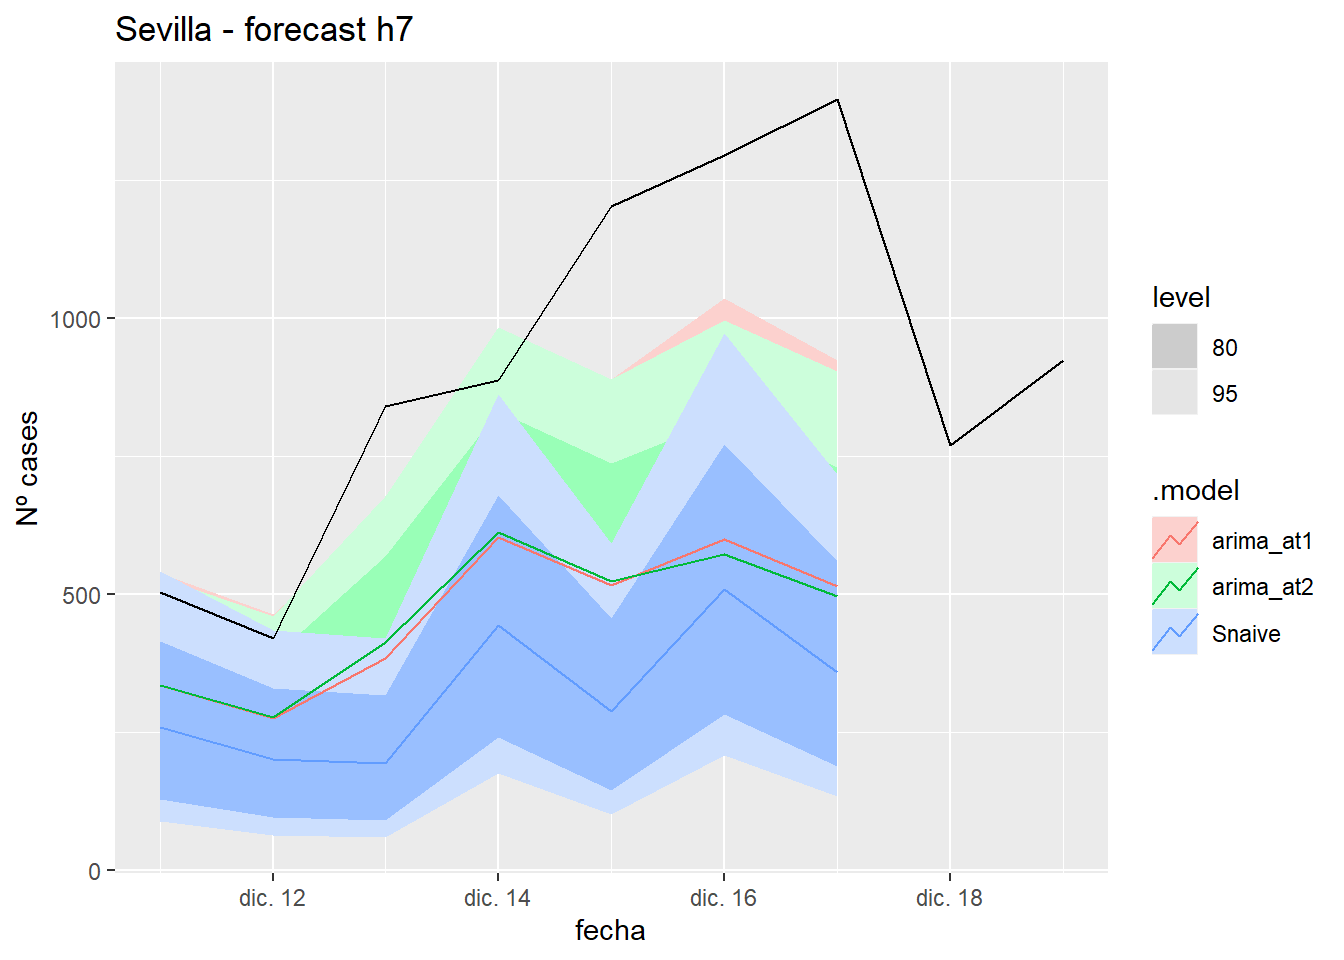 Sevilla - forecast h7
Nº cases
1000
500
0
dic. 12
dic. 14
dic. 16
dic. 18
fecha
level
80
95
.model
arima_at1
arima_at2
Snaive